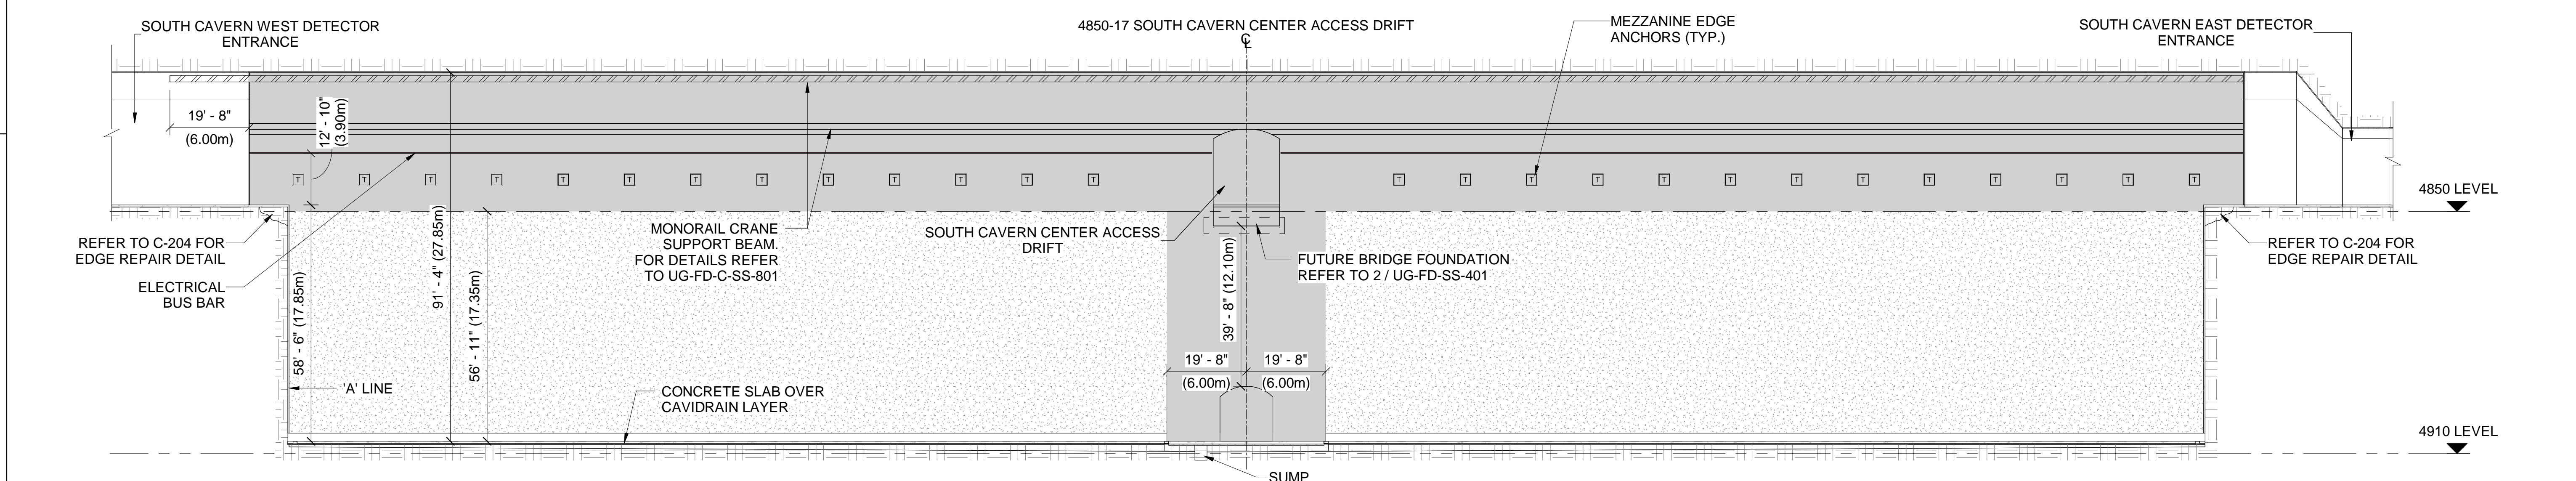 SOUTH CAVERN WEST DETECTOR
ENTRANCE
4850-17 SOUTH CAVERN CENTER ACCESS DRIFT
MEZZANINE EDGE
ANCHORS (TYP.)
SOUTH CAVERN EAST DETECTOR
ENTRANCE
19' - 8"
(6.00m)
12' - 10"
(3.90m)
T T T T T T T T T T T T T
T T T T T T T T T T T T T
4850 LEVEL
REFER TO C-204 FOR
EDGE REPAIR DETAIL
ELECTRICAL
BUS BAR
MONORAIL CRANE
SUPPORT BEAM.
FOR DETAILS REFER
TO UG-FD-C-SS-801
SOUTH CAVERN CENTER ACCESS
DRIFT
FUTURE BRIDGE FOUNDATION
REFER TO 2 / UG-FD-SS-401
REFER TO C-204 FOR
EDGE REPAIR DETAIL
58' - 6" (17.85m)
91' - 4" (27.85m)
56' - 11" (17.35m)
39' - 8" (12.10m)
19' - 8"
(6.00m)
19' - 8"
(6.00m)
'A' LINE
CONCRETE SLAB OVER
CAVIDRAIN LAYER
4910 LEVEL
SUMP